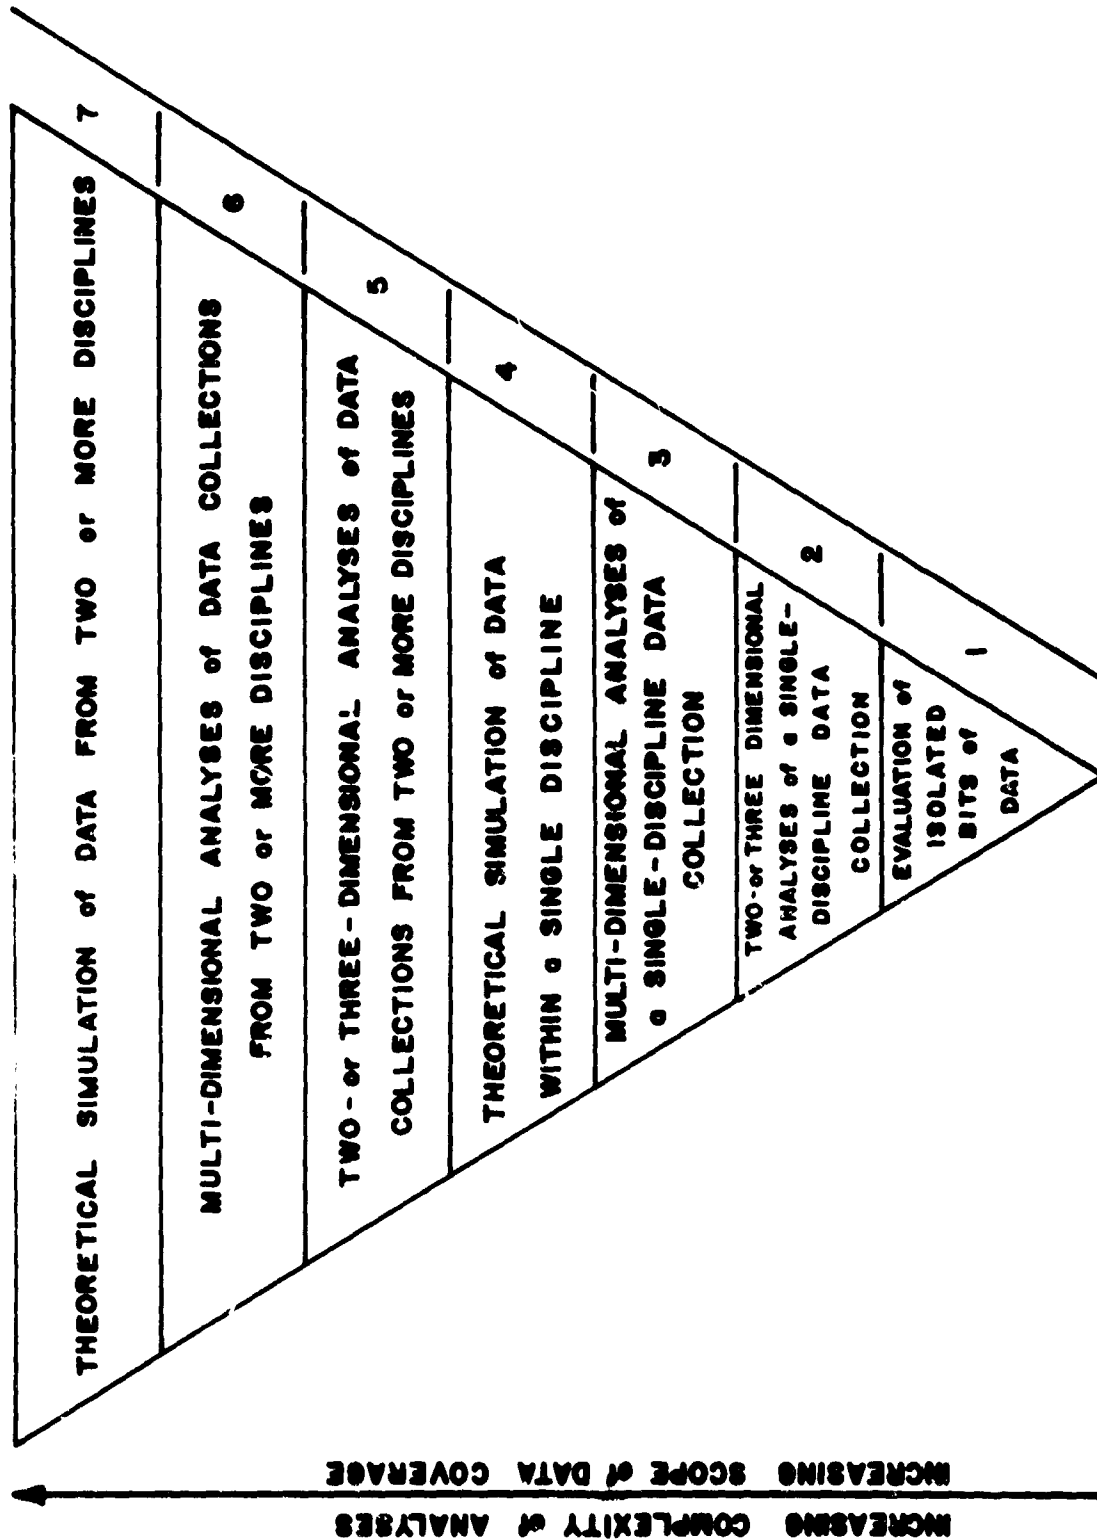 THEORETICAL SIMULATION of DATA FROM TWO or MORE DISCIPLINES
7
MULTI-DIMENSIONAL ANALYSES of DATA COLLECTIONS
FROM TWO or MORE DISCIPLINES
6
TWO- or THREE-DIMENSIONAL ANALYSES of DATA
COLLECTIONS FROM TWO or MORE DISCIPLINES
5
THEORETICAL SIMULATION of DATA
WITHIN a SINGLE DISCIPLINE
4
MULTI-DIMENSIONAL ANALYSES of
a SINGLE-DISCIPLINE DATA
COLLECTION
3
TWO-or THREE DIMENSIONAL
ANALYSES of a SINGLE-
DISCIPLINE DATA
COLLECTION
2
EVALUATION of
ISOLATED
BITS of
DATA
1
INCREASING SCOPE of DATA COVERAGE
INCREASING COMPLEXITY of ANALYSES